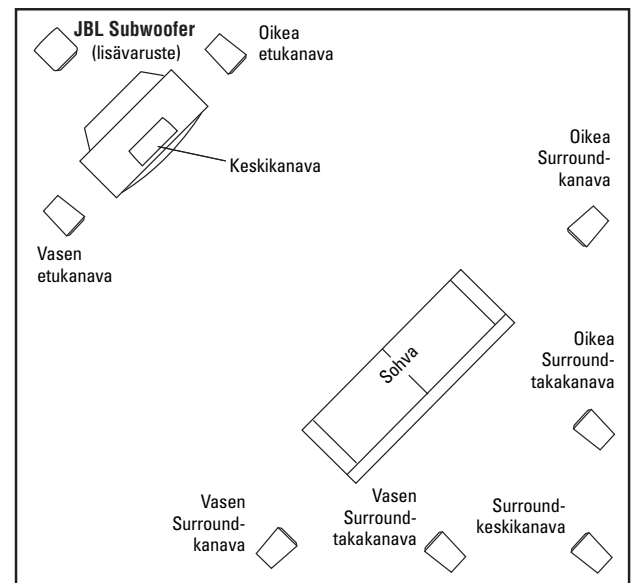 JBL Subwoofer
(lisävaruste)
Oikea
etukanava
Keskikanava
Vasen
etukanava
Oikea
Surround-
kanava
Sohva
Oikea
Surround-
takakanava
Vasen
Surround-
kanava
Vasen
Surround-
takakanava
Surround-
keskikanava